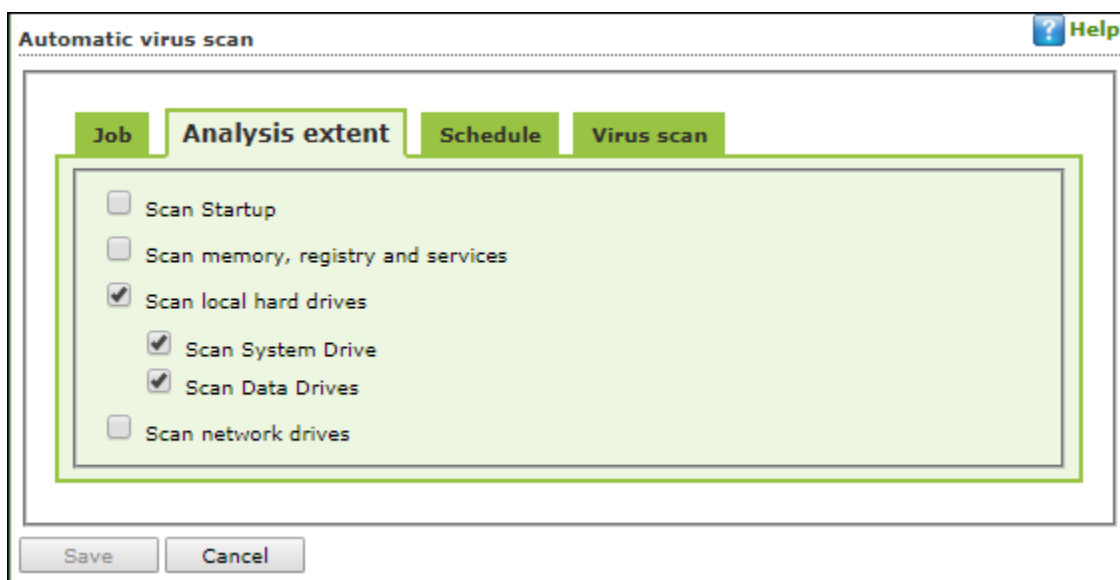 Automatic virus scan
? Help
Job Analysis extent Schedule Virus scan
Scan Startup
Scan memory, registry and services
Scan local hard drives
Scan System Drive
Scan Data Drives
Scan network drives
Save Cancel